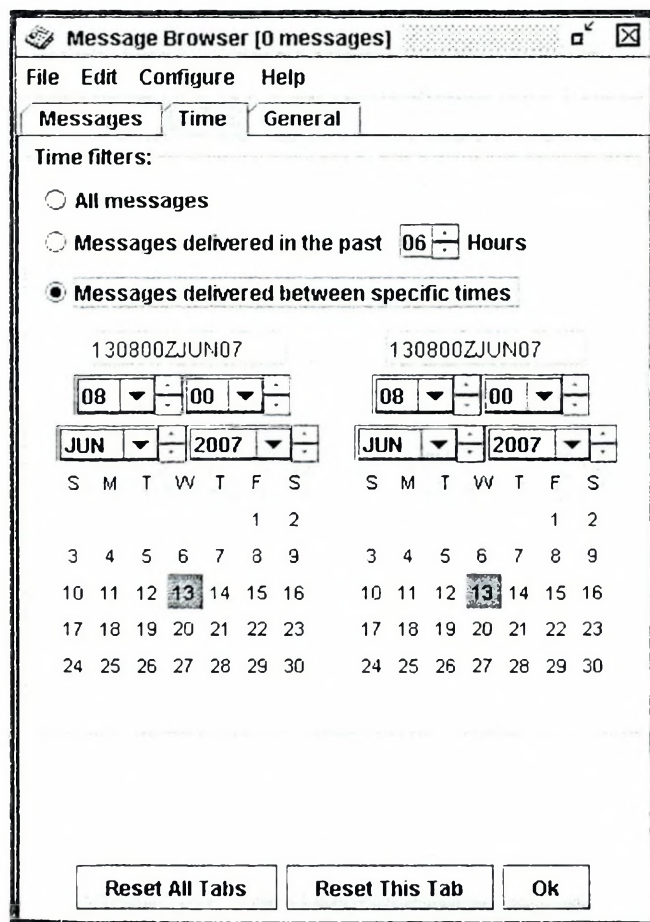 Message Browser [0 messages]
File Edit Configure Help
Messages Time General
Time filters:
All messages
Messages delivered in the past 06 Hours
Messages delivered between specific times
130800ZJUN07 130800ZJUN07
08 00 08 00
JUN 2007 JUN 2007
S M T W T F S S M T W T F S
1 2 1 2
3 4 5 6 7 8 9 3 4 5 6 7 8 9
10 11 12 13 14 15 16 10 11 12 13 14 15 16
17 18 19 20 21 22 23 17 18 19 20 21 22 23
24 25 26 27 28 29 30 24 25 26 27 28 29 30
Reset All Tabs Reset This Tab Ok